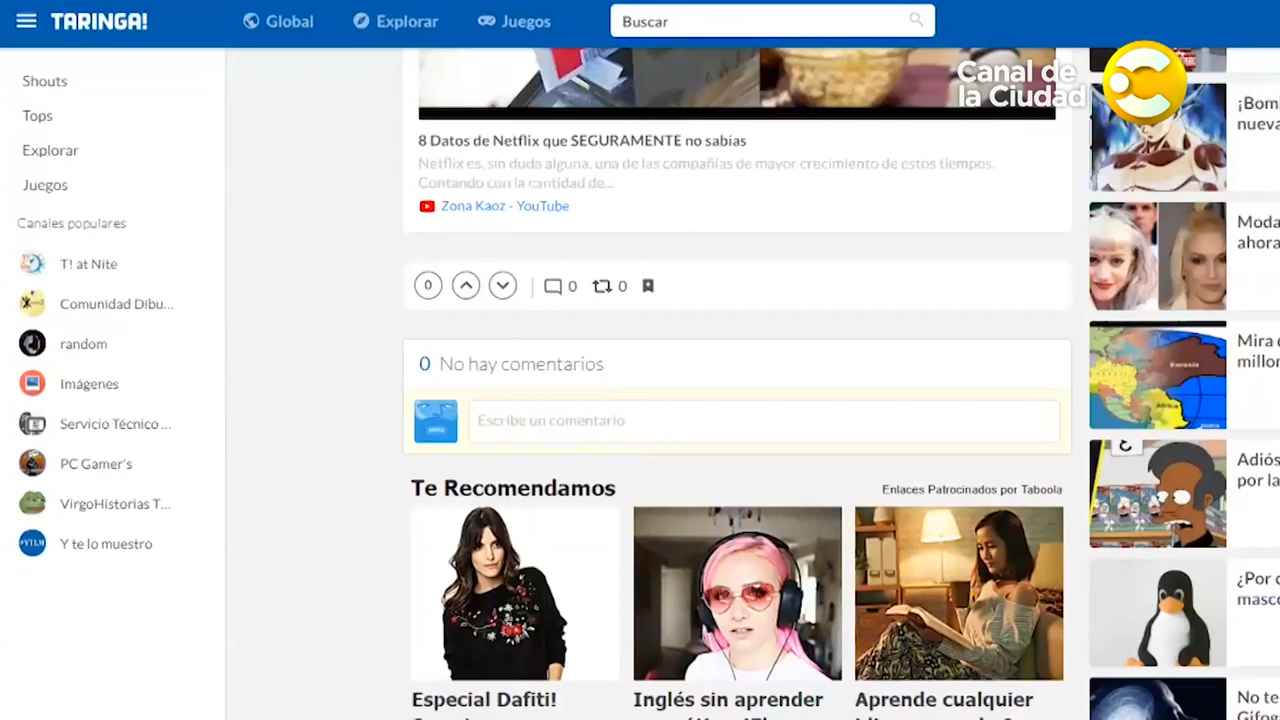 TARINGA!
Global
Explorar
Juegos
Buscar
Canal de
la Ciudad
Shouts
Tops
Explorar
Juegos
Canales populares
T! at Nite
Comunidad Dibu...
random
Imágenes
Servicio Técnico ...
PC Gamer's
VirgoHistorias T...
+YTLM
Y te lo muestro
8 Datos de Netflix que SEGURAMENTE no sabías
Netflix es, sin duda alguna, una de las compañías de mayor crecimiento de estos tiempos.
Contando con la cantidad de...
Zona Kaoz - YouTube
0
0
0
0 No hay comentarios
Escribe un comentario
Te Recomendamos
Enlaces Patrocinados por Taboola
Especial Dafiti!
Inglés sin aprender
Aprende cualquier
¡Bom
nueva
Moda
ahora
Eurasia
Africa
Mira
millor
Adiós
por la
¿Por
masc
No te
Gifog